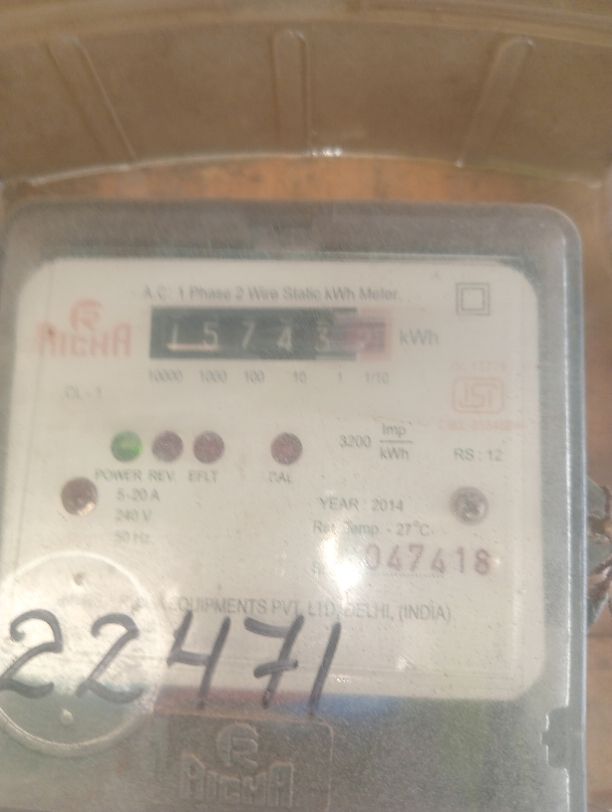 A.C. 1 Phase 2 Wire Static kWh Meter.
RICHA
15743 kWh
10000 1000 100 10 1 1/10
CL - 1
ISI
3200 Imp/kWh
RS : 12
POWER REV. EFLT CAL
5-20 A
240 V
50 Hz
YEAR : 2014
Ref. Temp. - 27°C
047418
EQUIPMENTS PVT. LTD. DELHI, (INDIA)
22471
RICHA